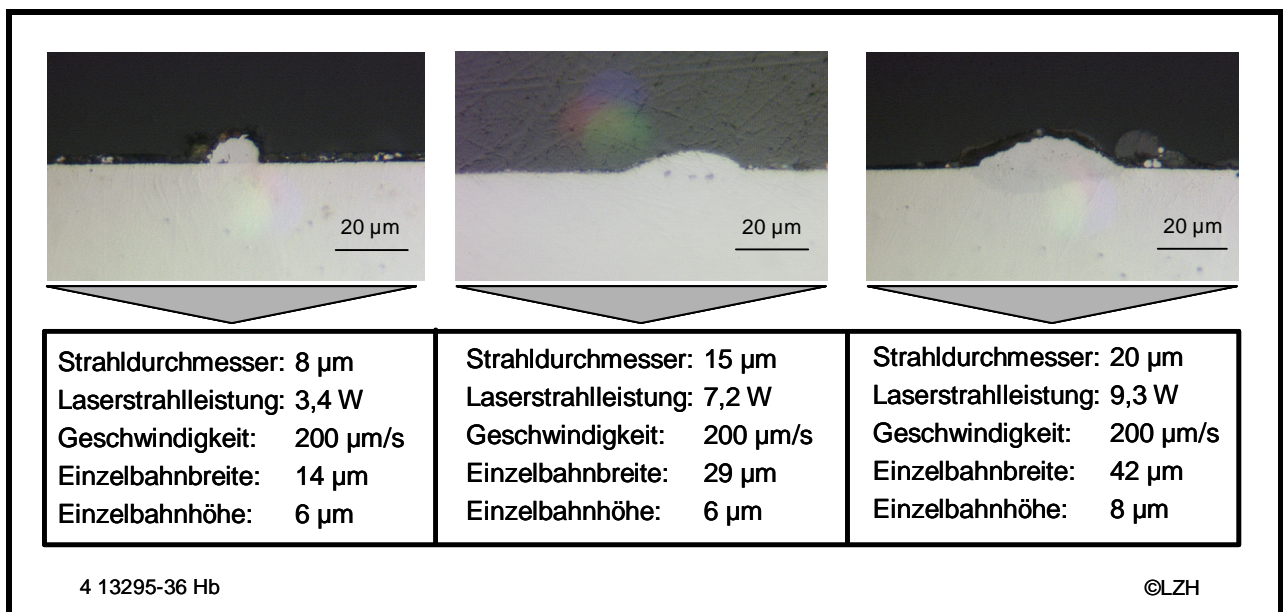 20 µm
20 µm
20 µm
Strahldurchmesser: 8 µm
Laserstrahlleistung: 3,4 W
Geschwindigkeit: 200 µm/s
Einzelbahnbreite: 14 µm
Einzelbahnhöhe: 6 µm
Strahldurchmesser: 15 µm
Laserstrahlleistung: 7,2 W
Geschwindigkeit: 200 µm/s
Einzelbahnbreite: 29 µm
Einzelbahnhöhe: 6 µm
Strahldurchmesser: 20 µm
Laserstrahlleistung: 9,3 W
Geschwindigkeit: 200 µm/s
Einzelbahnbreite: 42 µm
Einzelbahnhöhe: 8 µm
4 13295-36 Hb
©LZH